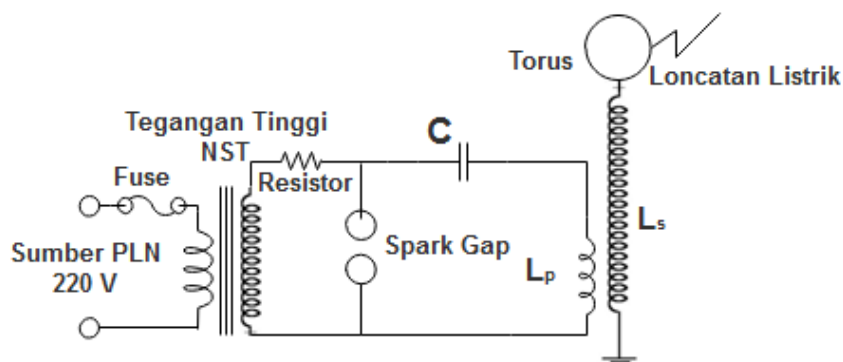 Torus
Loncatan Listrik
Tegangan Tinggi
NST
C
Fuse
Resistor
Sumber PLN
220 V
Spark Gap
Lp
Ls